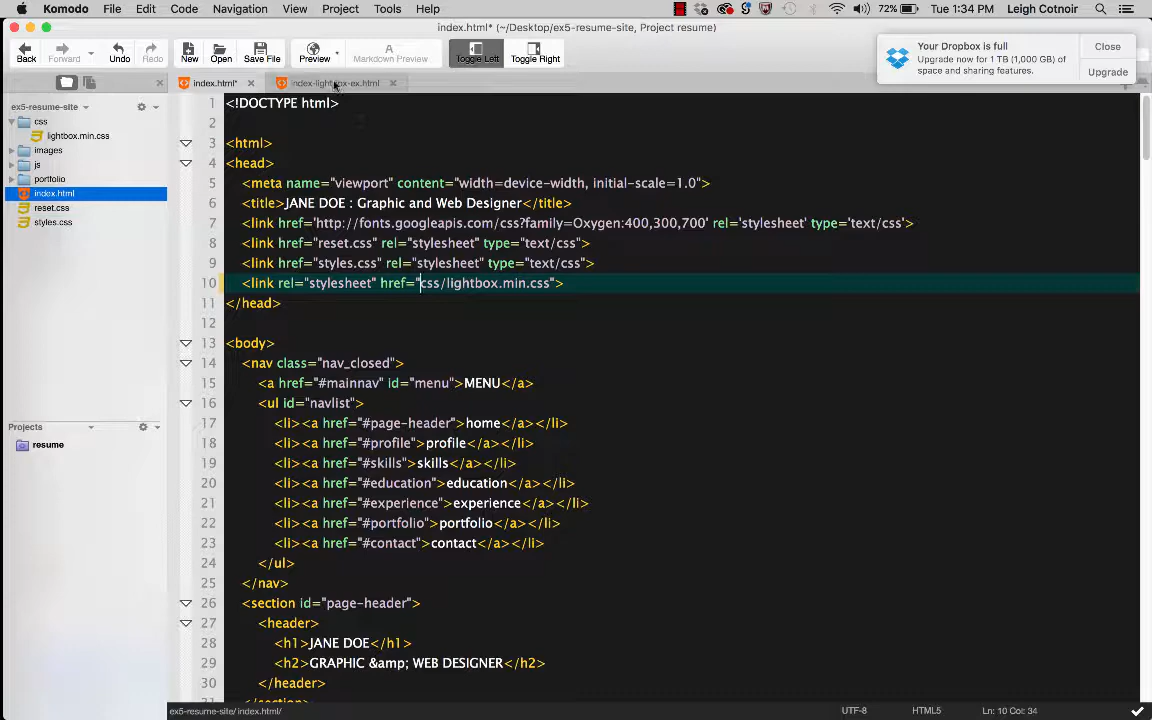 Komodo File Edit Code Navigation View Project Tools Help 72% Tue 1:34 PM Leigh Cotnoir
index.html* (~/Desktop/ex5-resume-site, Project resume)
Back Forward Undo Redo New Open Save File Preview Markdown Preview Toggle Left Toggle Right
Your Dropbox is full
Upgrade now for 1 TB (1,000 GB) of
space and sharing features.
Close
Upgrade
index.html* index-lightbox-ex.html
ex5-resume-site
css
lightbox.min.css
images
js
portfolio
index.html
reset.css
styles.css
Projects
resume
1 <!DOCTYPE html>
2
3 <html>
4 <head>
5 <meta name="viewport" content="width=device-width, initial-scale=1.0">
6 <title>JANE DOE : Graphic and Web Designer</title>
7 <link href='http://fonts.googleapis.com/css?family=Oxygen:400,300,700' rel='stylesheet' type='text/css'>
8 <link href="reset.css" rel="stylesheet" type="text/css">
9 <link href="styles.css" rel="stylesheet" type="text/css">
10 <link rel="stylesheet" href="css/lightbox.min.css">
11 </head>
12
13 <body>
14 <nav class="nav_closed">
15 <a href="#mainnav" id="menu">MENU</a>
16 <ul id="navlist">
17 <li><a href="#page-header">home</a></li>
18 <li><a href="#profile">profile</a></li>
19 <li><a href="#skills">skills</a></li>
20 <li><a href="#education">education</a></li>
21 <li><a href="#experience">experience</a></li>
22 <li><a href="#portfolio">portfolio</a></li>
23 <li><a href="#contact">contact</a></li>
24 </ul>
25 </nav>
26 <section id="page-header">
27 <header>
28 <h1>JANE DOE</h1>
29 <h2>GRAPHIC &amp; WEB DESIGNER</h2>
30 </header>
31 </section>
ex5-resume-site/index.html/ UTF-8 HTML5 Ln: 10 Col: 34